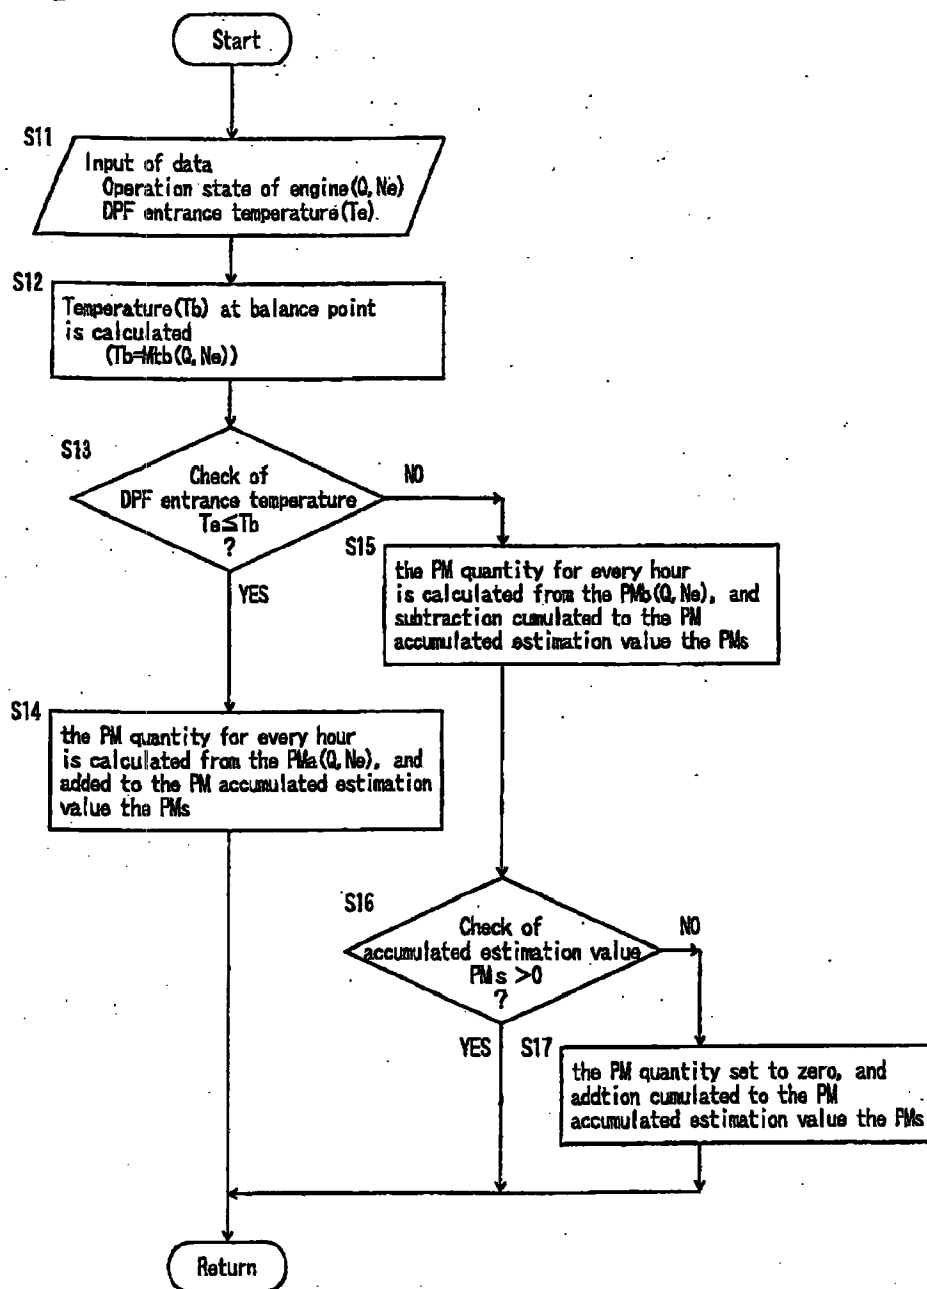 Start
S11
Input of data
Operation state of engine(Q,Ne)
DPF entrance temperature(Te).
S12
Temperature(Tb) at balance point
is calculated
(Tb=Mtb(Q,Ne))
S13
Check of
DPF entrance temperature
Te≦Tb
?
NO
YES
S15
the PM quantity for every hour
is calculated from the PMb(Q,Ne), and
subtraction cumulated to the PM
accumulated estimation value the PMs
S14
the PM quantity for every hour
is calculated from the PMa(Q,Ne), and
added to the PM accumulated estimation
value the PMs
S16
Check of
accumulated estimation value
PMs >0
?
NO
YES
S17
the PM quantity set to zero, and
addtion cumulated to the PM
accumulated estimation value the PMs
Return